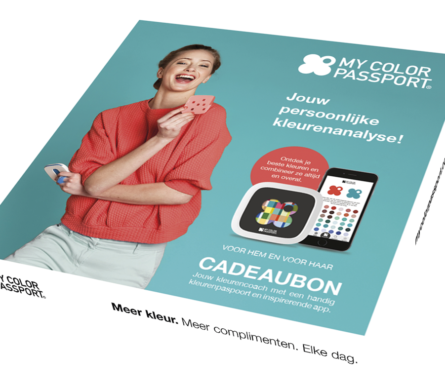 MY COLOR
PASSPORT®
Jouw
persoonlijke
kleurenanalyse!
Ontdek je
beste kleuren en
combineer ze altijd
en overal.
VOOR HEM EN VOOR HAAR
CADEAUBON
Jouw kleurencoach met een handig
kleurenpaspoort en inspirerende app.
MY COLOR
PASSPORT.
Meer kleur. Meer complimenten. Elke dag.